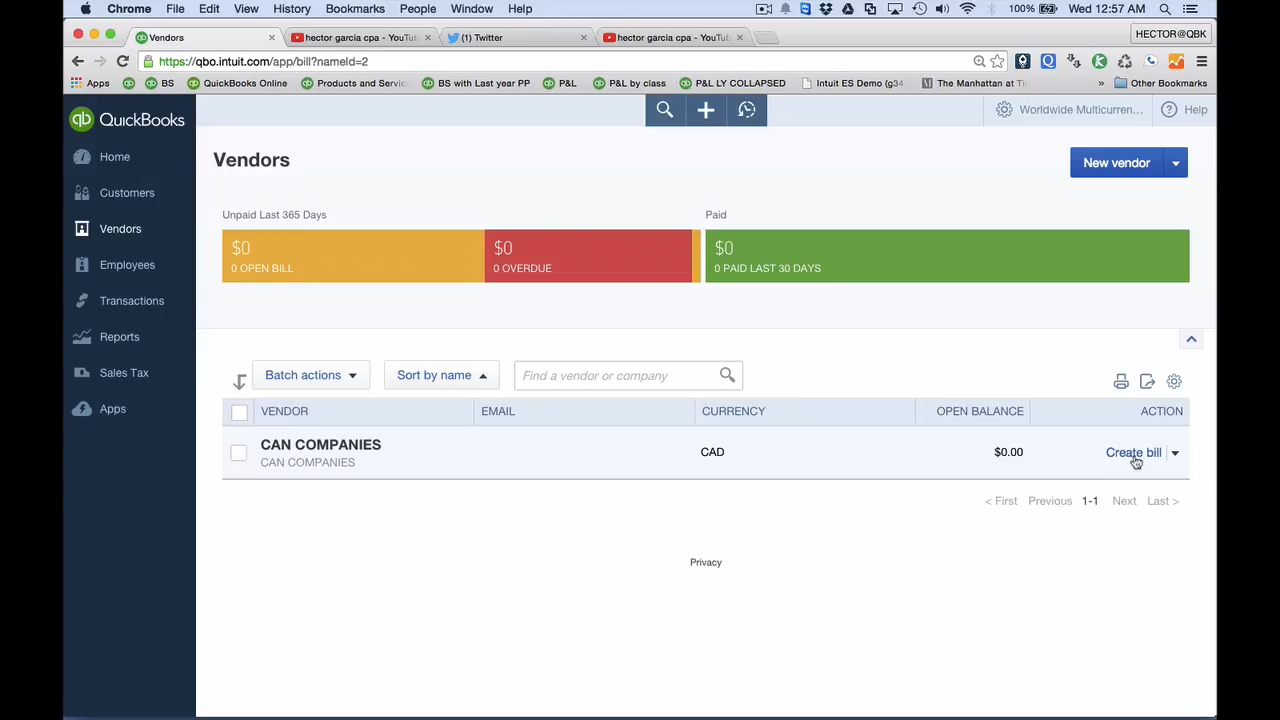 Chrome File Edit View History Bookmarks People Window Help 100% Wed 12:57 AM
Vendors
hector garcia cpa - YouTub
(1) Twitter
hector garcia cpa - YouTub
HECTOR@QBK
https://qbo.intuit.com/app/bill?nameId=2
Apps BS QuickBooks Online Products and Servic P&L BS with Last year PP P&L by class P&L LY COLLAPSED Intuit ES Demo (g34 The Manhattan at Tim » Other Bookmarks
qb QuickBooks
Worldwide Multicurren...
Help
Home
Customers
Vendors
Employees
Transactions
Reports
Sales Tax
Apps
Vendors
New vendor
Unpaid Last 365 Days
Paid
$0
0 OPEN BILL
$0
0 OVERDUE
$0
0 PAID LAST 30 DAYS
Batch actions
Sort by name
Find a vendor or company
VENDOR EMAIL CURRENCY OPEN BALANCE ACTION
CAN COMPANIES CAD $0.00 Create bill
CAN COMPANIES
< First Previous 1-1 Next Last >
Privacy